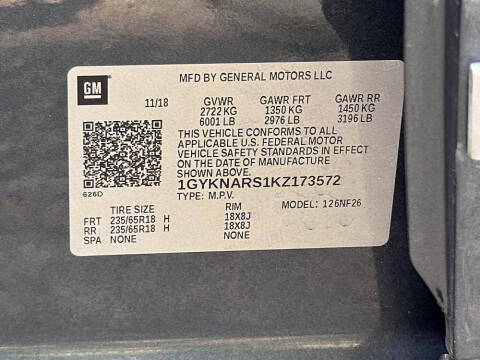 GM
MFD BY GENERAL MOTORS LLC
11/18 GVWR GAWR FRT GAWR RR
2722 KG 1350 KG 1450 KG
6001 LB 2976 LB 3196 LB
THIS VEHICLE CONFORMS TO ALL
APPLICABLE U.S. FEDERAL MOTOR
VEHICLE SAFETY STANDARDS IN EFFECT
ON THE DATE OF MANUFACTURE
SHOWN ABOVE.
1GYKNARS1KZ173572
626D TYPE: M.P.V. MODEL: 126NF26
TIRE SIZE RIM
FRT 235/65R18 H 18X8J
RR 235/65R18 H 18X8J
SPA NONE NONE